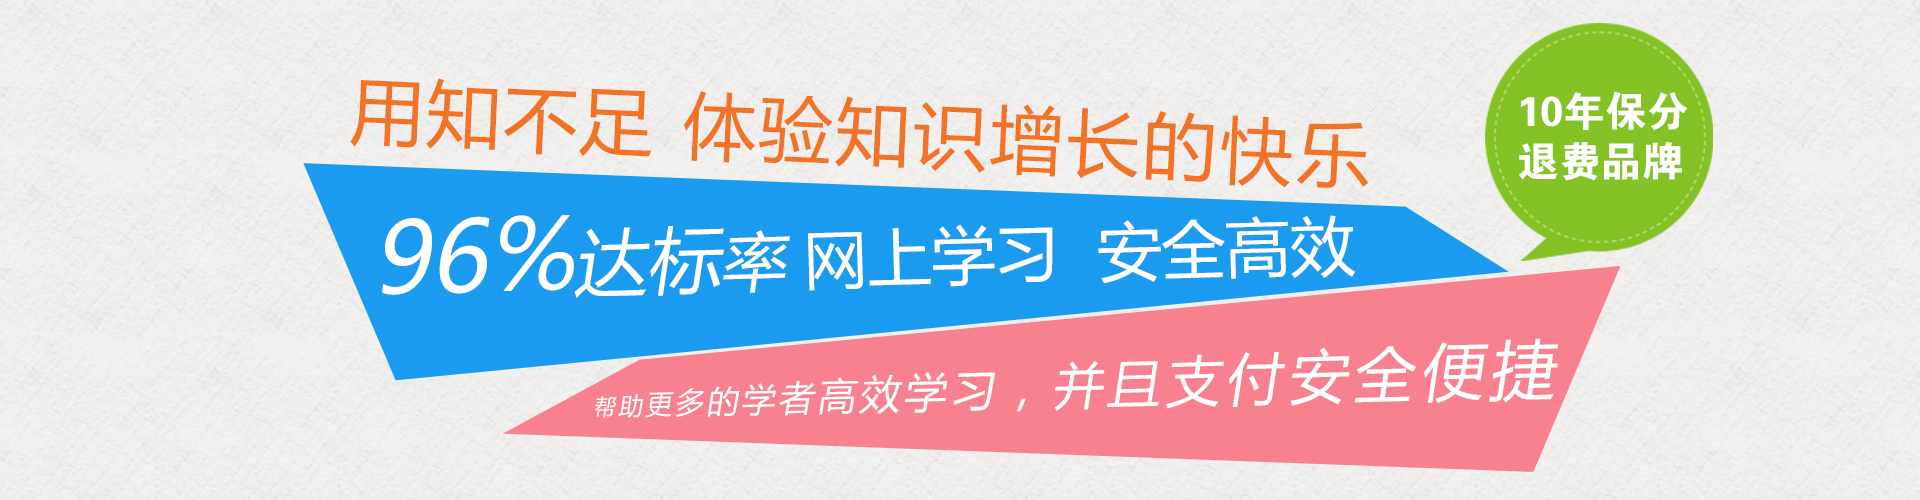 用知不足 体验知识增长的快乐
10年保分
退费品牌
96%达标率 网上学习 安全高效
帮助更多的学者高效学习，并且支付安全便捷